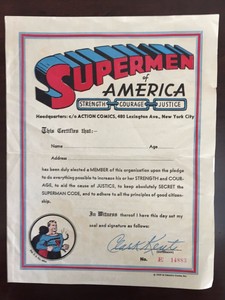 SUPERMEN
of
AMERICA
STRENGTH COURAGE JUSTICE
Headquarters: c/o ACTION COMICS, 480 Lexington Ave., New York City
This Certifies that:-
Name Age
Address
has been duly elected a MEMBER of this organization upon the pledge
to do everything possible to increase his or her STRENGTH and COUR-
AGE, to aid the cause of JUSTICE, to keep absolutely SECRET the
SUPERMAN CODE, and to adhere to all the principles of good citizen-
ship.
In Witness thereof I have this day set my
seal and signature as follows:
Clark Kent
No.